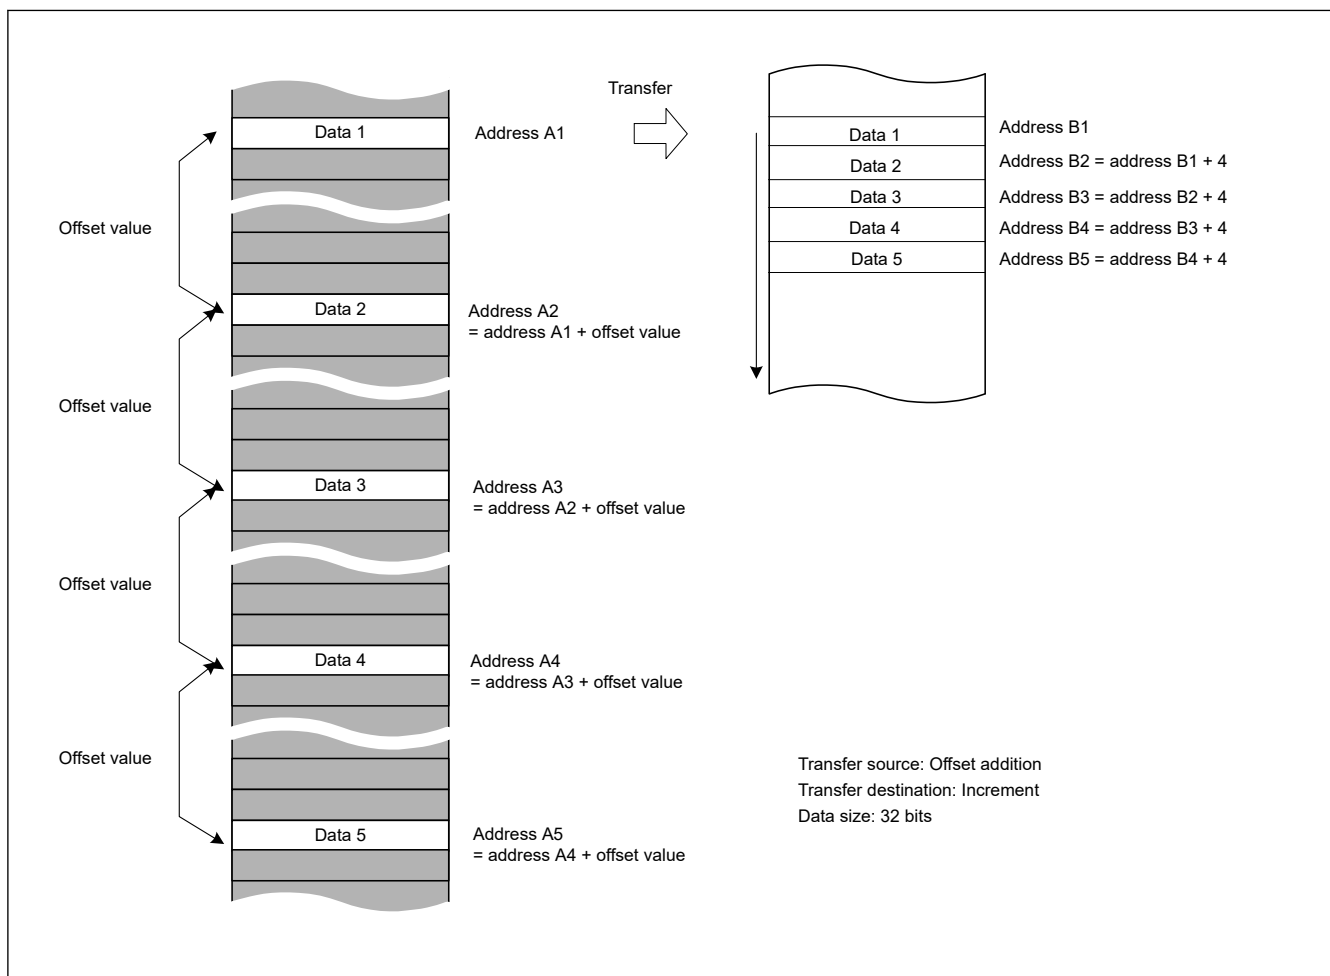 Transfer
Data 1
Address A1
Offset value
Data 2
Address A2
= address A1 + offset value
Offset value
Data 3
Address A3
= address A2 + offset value
Offset value
Data 4
Address A4
= address A3 + offset value
Offset value
Data 5
Address A5
= address A4 + offset value
Data 1
Address B1
Data 2
Address B2 = address B1 + 4
Data 3
Address B3 = address B2 + 4
Data 4
Address B4 = address B3 + 4
Data 5
Address B5 = address B4 + 4
Transfer source: Offset addition
Transfer destination: Increment
Data size: 32 bits